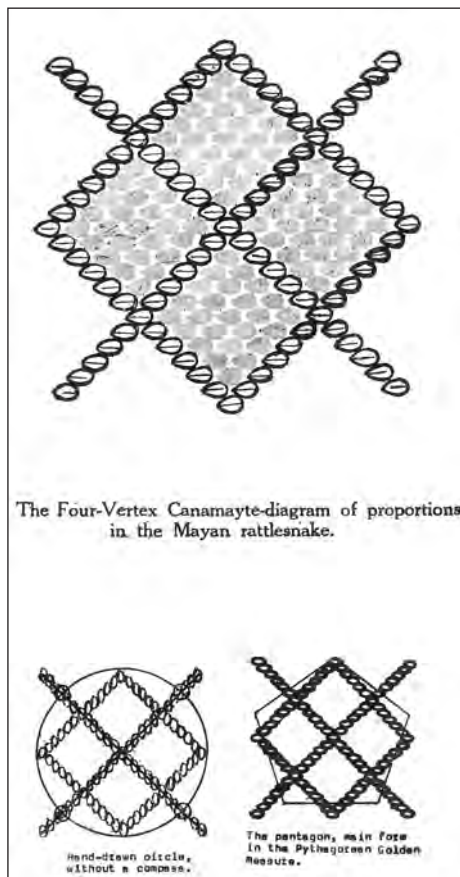 The Four-Vertex Canamayte-diagram of proportions
in the Mayan rattlesnake.
Hand-drawn circle,
without a compass.
The pentagon, main form
in the Pythagorean Golden
Measure.